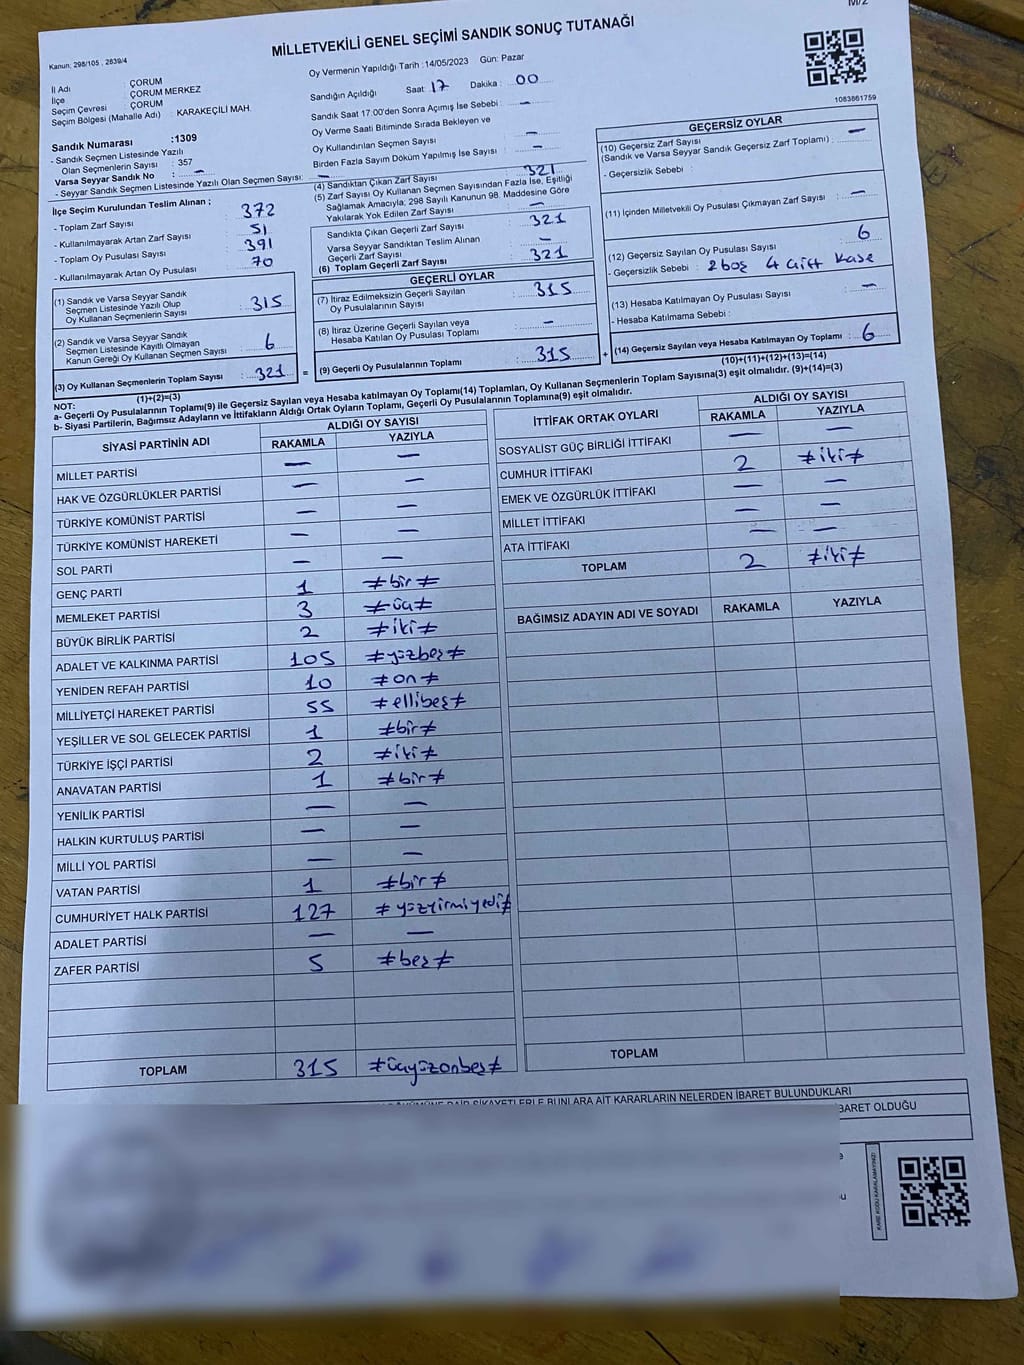 M/2
MİLLETVEKİLİ GENEL SEÇİMİ SANDIK SONUÇ TUTANAĞI
Kanun, 298/105 , 2839/4
İl Adı : ÇORUM
İlçe : ÇORUM MERKEZ
Seçim Çevresi : ÇORUM
Seçim Bölgesi (Mahalle Adı) : KARAKEÇİLİ MAH.
Sandık Numarası :1309
- Sandık Seçmen Listesinde Yazılı
Olan Seçmenlerin Sayısı : 357
Varsa Seyyar Sandık No : —
- Seyyar Sandık Seçmen Listesinde Yazılı Olan Seçmen Sayısı: —
Oy Vermenin Yapıldığı Tarih :14/05/2023 Gün: Pazar
Sandığın Açıldığı Saat 17 Dakika : 00
Sandık Saat 17:00'den Sonra Açımış İse Sebebi : —
Oy Verme Saati Bitiminde Sırada Bekleyen ve
Oy Kullandırılan Seçmen Sayısı : —
Birden Fazla Sayım Döküm Yapılmış İse Sayısı : —
1083861759
İlçe Seçim Kurulundan Teslim Alınan ;
- Toplam Zarf Sayısı : 372
- Kullanılmayarak Artan Zarf Sayısı : 51
- Toplam Oy Pusulası Sayısı : 391
- Kullanılmayarak Artan Oy Pusulası : 70
(1) Sandık ve Varsa Seyyar Sandık
Seçmen Listesinde Yazılı Olup
Oy Kullanan Seçmenlerin Sayısı : 315
(2) Sandık ve Varsa Seyyar Sandık
Seçmen Listesinde Kayıtlı Olmayan
Kanun Gereği Oy Kullanan Seçmen Sayısı : 6
(3) Oy Kullanan Seçmenlerin Toplam Sayısı : 321 =
(1)+(2)=(3)
(4) Sandıktan Çıkan Zarf Sayısı : 321
(5) Zarf Sayısı Oy Kullanan Seçmen Sayısından Fazla İse, Eşitliği
Sağlamak Amacıyla; 298 Sayılı Kanunun 98. Maddesine Göre
Yakılarak Yok Edilen Zarf Sayısı : —
Sandıkta Çıkan Geçerli Zarf Sayısı : 321
Varsa Seyyar Sandıktan Teslim Alınan
Geçerli Zarf Sayısı : —
(6) Toplam Geçerli Zarf Sayısı : 321
GEÇERLİ OYLAR
(7) İtiraz Edilmeksizin Geçerli Sayılan
Oy Pusulalarının Sayısı : 315
(8) İtiraz Üzerine Geçerli Sayılan veya
Hesaba Katılan Oy Pusulası Toplamı : —
(9) Geçerli Oy Pusulalarının Toplamı : 315 +
GEÇERSİZ OYLAR
(10) Geçersiz Zarf Sayısı
(Sandık ve Varsa Seyyar Sandık Geçersiz Zarf Toplamı) : —
- Geçersizlik Sebebi :
(11) İçinden Milletvekili Oy Pusulası Çıkmayan Zarf Sayısı : —
(12) Geçersiz Sayılan Oy Pusulası Sayısı : 6
- Geçersizlik Sebebi : 2 boş 4 Çift Kase
(13) Hesaba Katılmayan Oy Pusulası Sayısı : —
- Hesaba Katılmama Sebebi :
(14) Geçersiz Sayılan veya Hesaba Katılmayan Oy Toplamı : 6
(10)+(11)+(12)+(13)=(14)
NOT:
a- Geçerli Oy Pusulalarının Toplamı(9) ile Geçersiz Sayılan veya Hesaba katılmayan Oy Toplamı(14) Toplamları, Oy Kullanan Seçmenlerin Toplam Sayısına(3) eşit olmalıdır. (9)+(14)=(3)
b- Siyasi Partilerin, Bağımsız Adayların ve İttifakların Aldığı Ortak Oyların Toplamı, Geçerli Oy Pusulalarının Toplamına(9) eşit olmalıdır.
SİYASİ PARTİNİN ADI ALDIĞI OY SAYISI
RAKAMLA YAZIYLA
MİLLET PARTİSİ — —
HAK VE ÖZGÜRLÜKLER PARTİSİ — —
TÜRKİYE KOMÜNİST PARTİSİ — —
TÜRKİYE KOMÜNİST HAREKETİ — —
SOL PARTİ — —
GENÇ PARTİ 1 ≠bir≠
MEMLEKET PARTİSİ 3 ≠üç≠
BÜYÜK BİRLİK PARTİSİ 2 ≠iki≠
ADALET VE KALKINMA PARTİSİ 105 ≠yüzbeş≠
YENİDEN REFAH PARTİSİ 10 ≠on≠
MİLLİYETÇİ HAREKET PARTİSİ 55 ≠ellibeş≠
YEŞİLLER VE SOL GELECEK PARTİSİ 1 ≠bir≠
TÜRKİYE İŞÇİ PARTİSİ 2 ≠iki≠
ANAVATAN PARTİSİ 1 ≠bir≠
YENİLİK PARTİSİ — —
HALKIN KURTULUŞ PARTİSİ — —
MİLLİ YOL PARTİSİ — —
VATAN PARTİSİ 1 ≠bir≠
CUMHURİYET HALK PARTİSİ 127 ≠yüzyirmiyedi≠
ADALET PARTİSİ — —
ZAFER PARTİSİ 5 ≠beş≠
TOPLAM 315 ≠üçyüzonbeş≠
İTTİFAK ORTAK OYLARI ALDIĞI OY SAYISI
RAKAMLA YAZIYLA
SOSYALİST GÜÇ BİRLİĞİ İTTİFAKI — —
CUMHUR İTTİFAKI 2 ≠iki≠
EMEK VE ÖZGÜRLÜK İTTİFAKI — —
MİLLET İTTİFAKI — —
ATA İTTİFAKI — —
TOPLAM 2 ≠iki≠
BAĞIMSIZ ADAYIN ADI VE SOYADI RAKAMLA YAZIYLA
TOPLAM
DAİR ŞİKAYETLERLE BUNLARA AİT KARARLARIN NELERDEN İBARET BULUNDUKLARI
İBARET OLDUĞU
KARE KODU KARALAMAYINIZ!